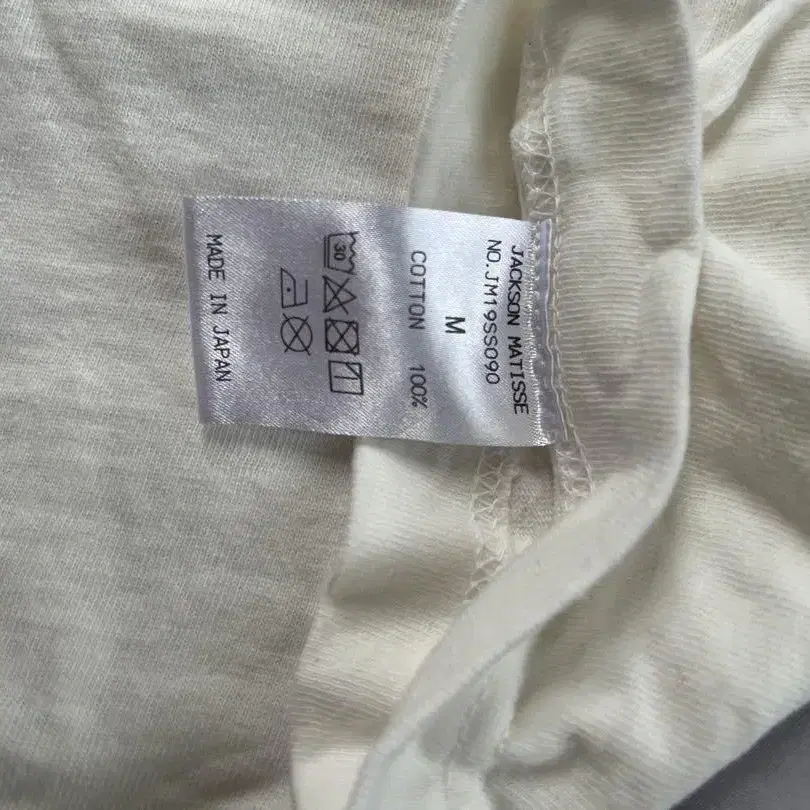 JACKSON MATISSE
NO.JM19SS090
M
COTTON 100%
30
MADE IN JAPAN